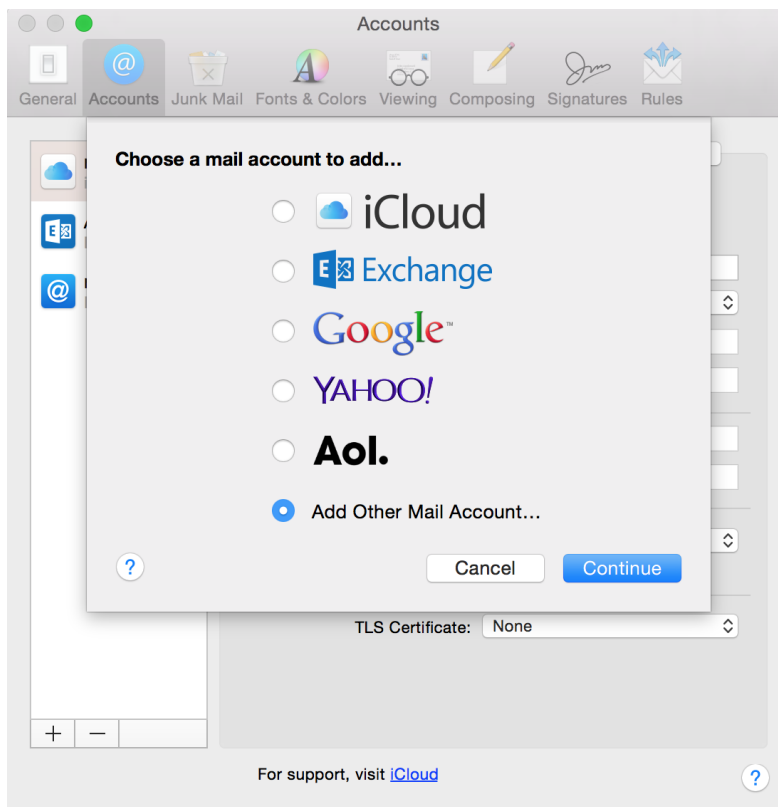 Accounts
General Accounts Junk Mail Fonts & Colors Viewing Composing Signatures Rules
Choose a mail account to add...
iCloud
E Exchange
Google™
YAHOO!
Aol.
Add Other Mail Account...
? Cancel Continue
TLS Certificate: None
+ −
For support, visit iCloud
?